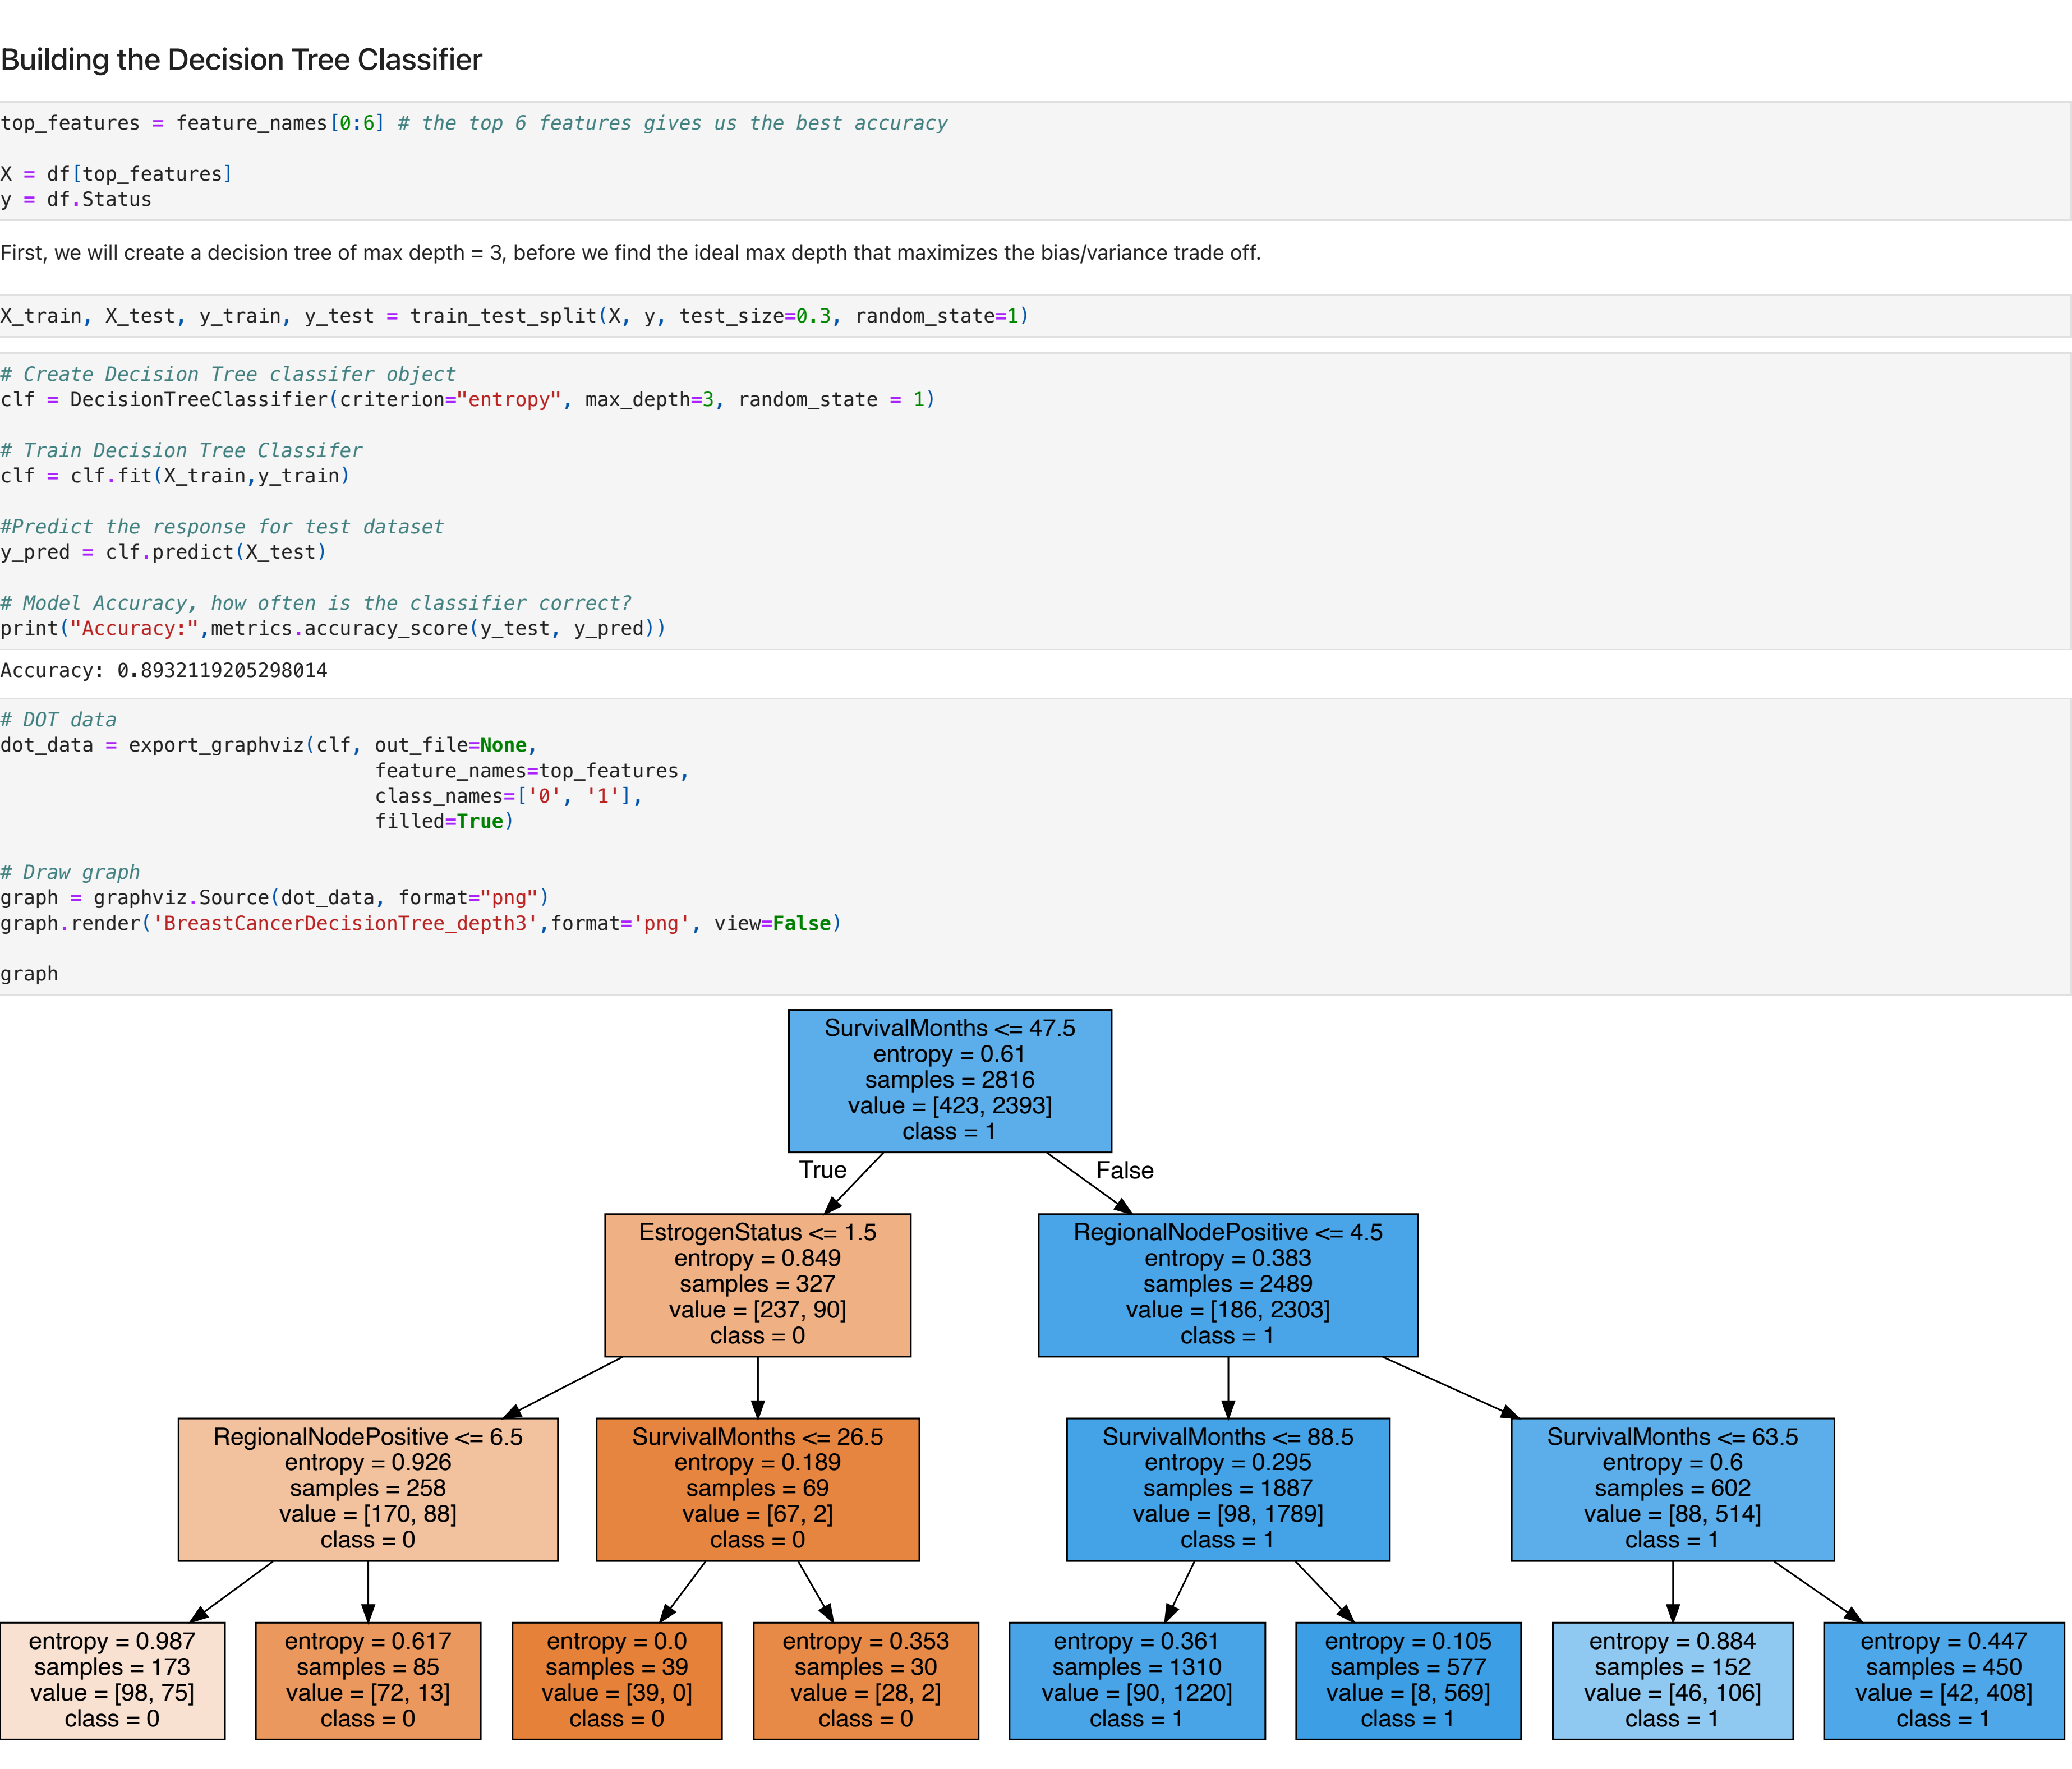 Building the Decision Tree Classifier
top_features = feature_names[0:6] # the top 6 features gives us the best accuracy
X = df[top_features]
y = df.Status
First, we will create a decision tree of max depth = 3, before we find the ideal max depth that maximizes the bias/variance trade off.
X_train, X_test, y_train, y_test = train_test_split(X, y, test_size=0.3, random_state=1)
# Create Decision Tree classifer object
clf = DecisionTreeClassifier(criterion="entropy", max_depth=3, random_state = 1)
# Train Decision Tree Classifer
clf = clf.fit(X_train,y_train)
#Predict the response for test dataset
y_pred = clf.predict(X_test)
# Model Accuracy, how often is the classifier correct?
print("Accuracy:",metrics.accuracy_score(y_test, y_pred))
Accuracy: 0.8932119205298014
# DOT data
dot_data = export_graphviz(clf, out_file=None,
feature_names=top_features,
class_names=['0', '1'],
filled=True)
# Draw graph
graph = graphviz.Source(dot_data, format="png")
graph.render('BreastCancerDecisionTree_depth3',format='png', view=False)
graph
SurvivalMonths <= 47.5
entropy = 0.61
samples = 2816
value = [423, 2393]
class = 1
True
False
EstrogenStatus <= 1.5
entropy = 0.849
samples = 327
value = [237, 90]
class = 0
RegionalNodePositive <= 4.5
entropy = 0.383
samples = 2489
value = [186, 2303]
class = 1
RegionalNodePositive <= 6.5
entropy = 0.926
samples = 258
value = [170, 88]
class = 0
SurvivalMonths <= 26.5
entropy = 0.189
samples = 69
value = [67, 2]
class = 0
SurvivalMonths <= 88.5
entropy = 0.295
samples = 1887
value = [98, 1789]
class = 1
SurvivalMonths <= 63.5
entropy = 0.6
samples = 602
value = [88, 514]
class = 1
entropy = 0.987
samples = 173
value = [98, 75]
class = 0
entropy = 0.617
samples = 85
value = [72, 13]
class = 0
entropy = 0.0
samples = 39
value = [39, 0]
class = 0
entropy = 0.353
samples = 30
value = [28, 2]
class = 0
entropy = 0.361
samples = 1310
value = [90, 1220]
class = 1
entropy = 0.105
samples = 577
value = [8, 569]
class = 1
entropy = 0.884
samples = 152
value = [46, 106]
class = 1
entropy = 0.447
samples = 450
value = [42, 408]
class = 1